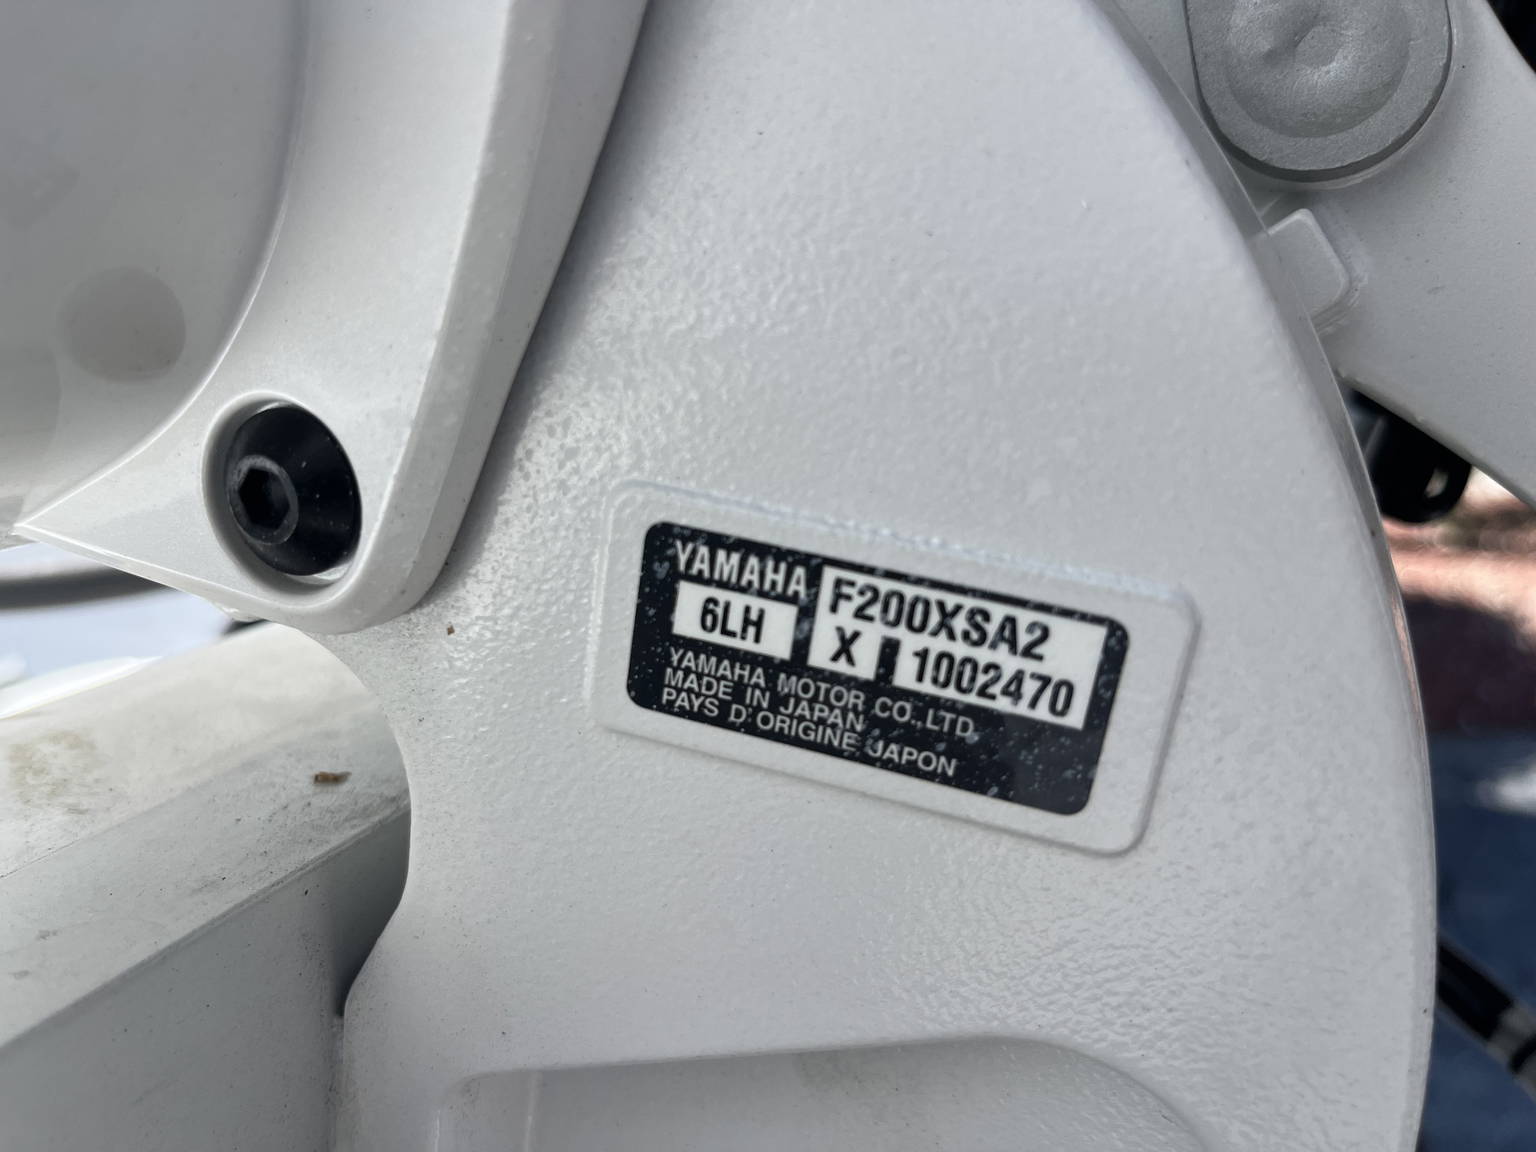 YAMAHA F200XSA2
6LH X 1002470
YAMAHA MOTOR CO.,LTD.
MADE IN JAPAN
PAYS D'ORIGINE JAPON